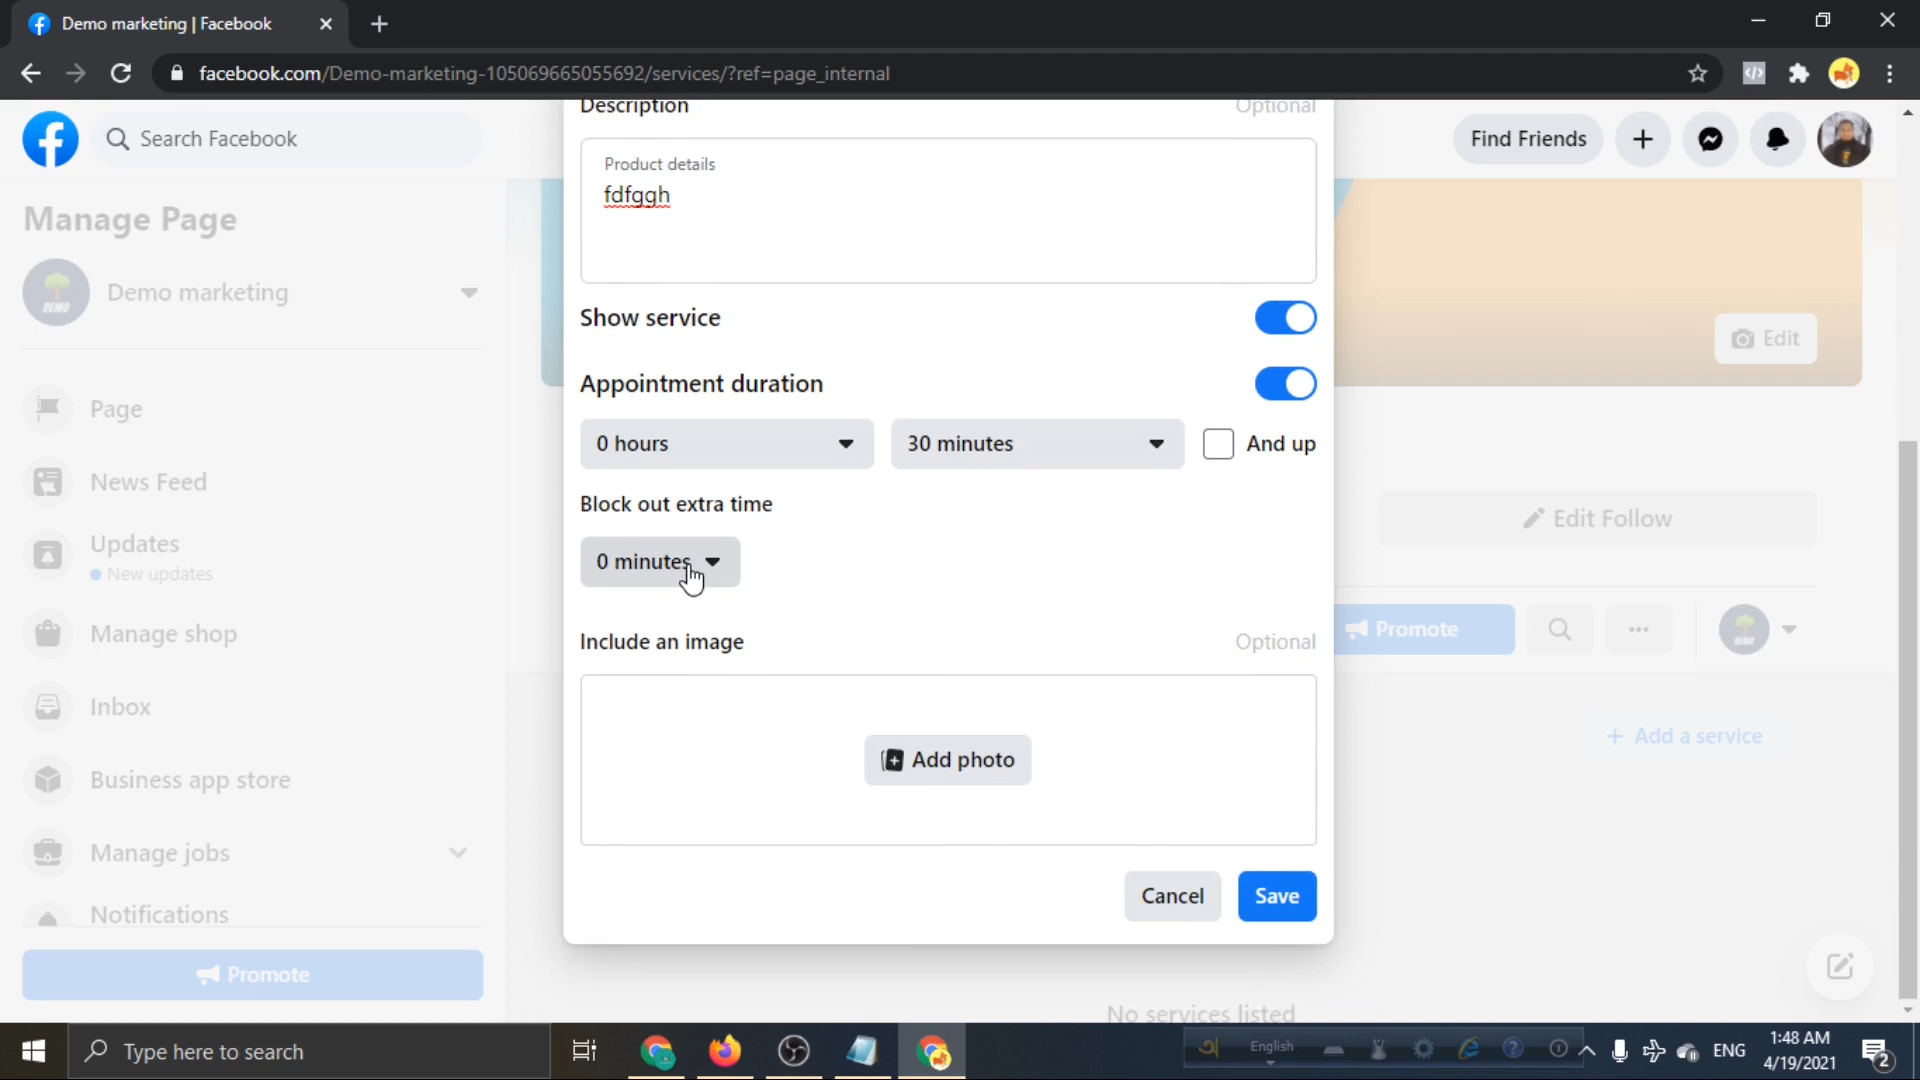 Demo marketing | Facebook
facebook.com/Demo-marketing-105069665055692/services/?ref=page_internal
Search Facebook
Find Friends
Manage Page
Demo marketing
DEMO
Page
News Feed
Updates
New updates
Manage shop
Inbox
Business app store
Manage jobs
Notifications
Promote
Description
Optional
Product details
fdfggh
Show service
Appointment duration
0 hours
30 minutes
And up
Block out extra time
0 minutes
Include an image
Optional
Add photo
Cancel
Save
Edit
Edit Follow
Promote
DEMO
+ Add a service
No services listed
Type here to search
English
ENG
1:48 AM
4/19/2021
2